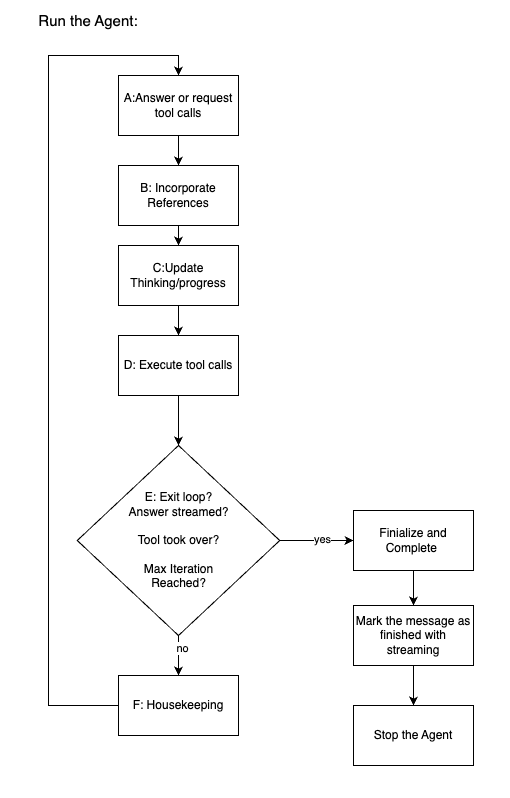 Run the Agent:
A:Answer or request
tool calls
B: Incorporate
References
C:Update
Thinking/progress
D: Execute tool calls
E: Exit loop?
Answer streamed?
Tool took over?
Max Iteration
Reached?
yes
Finialize and
Complete
Mark the message as
finished with
streaming
no
F: Housekeeping
Stop the Agent